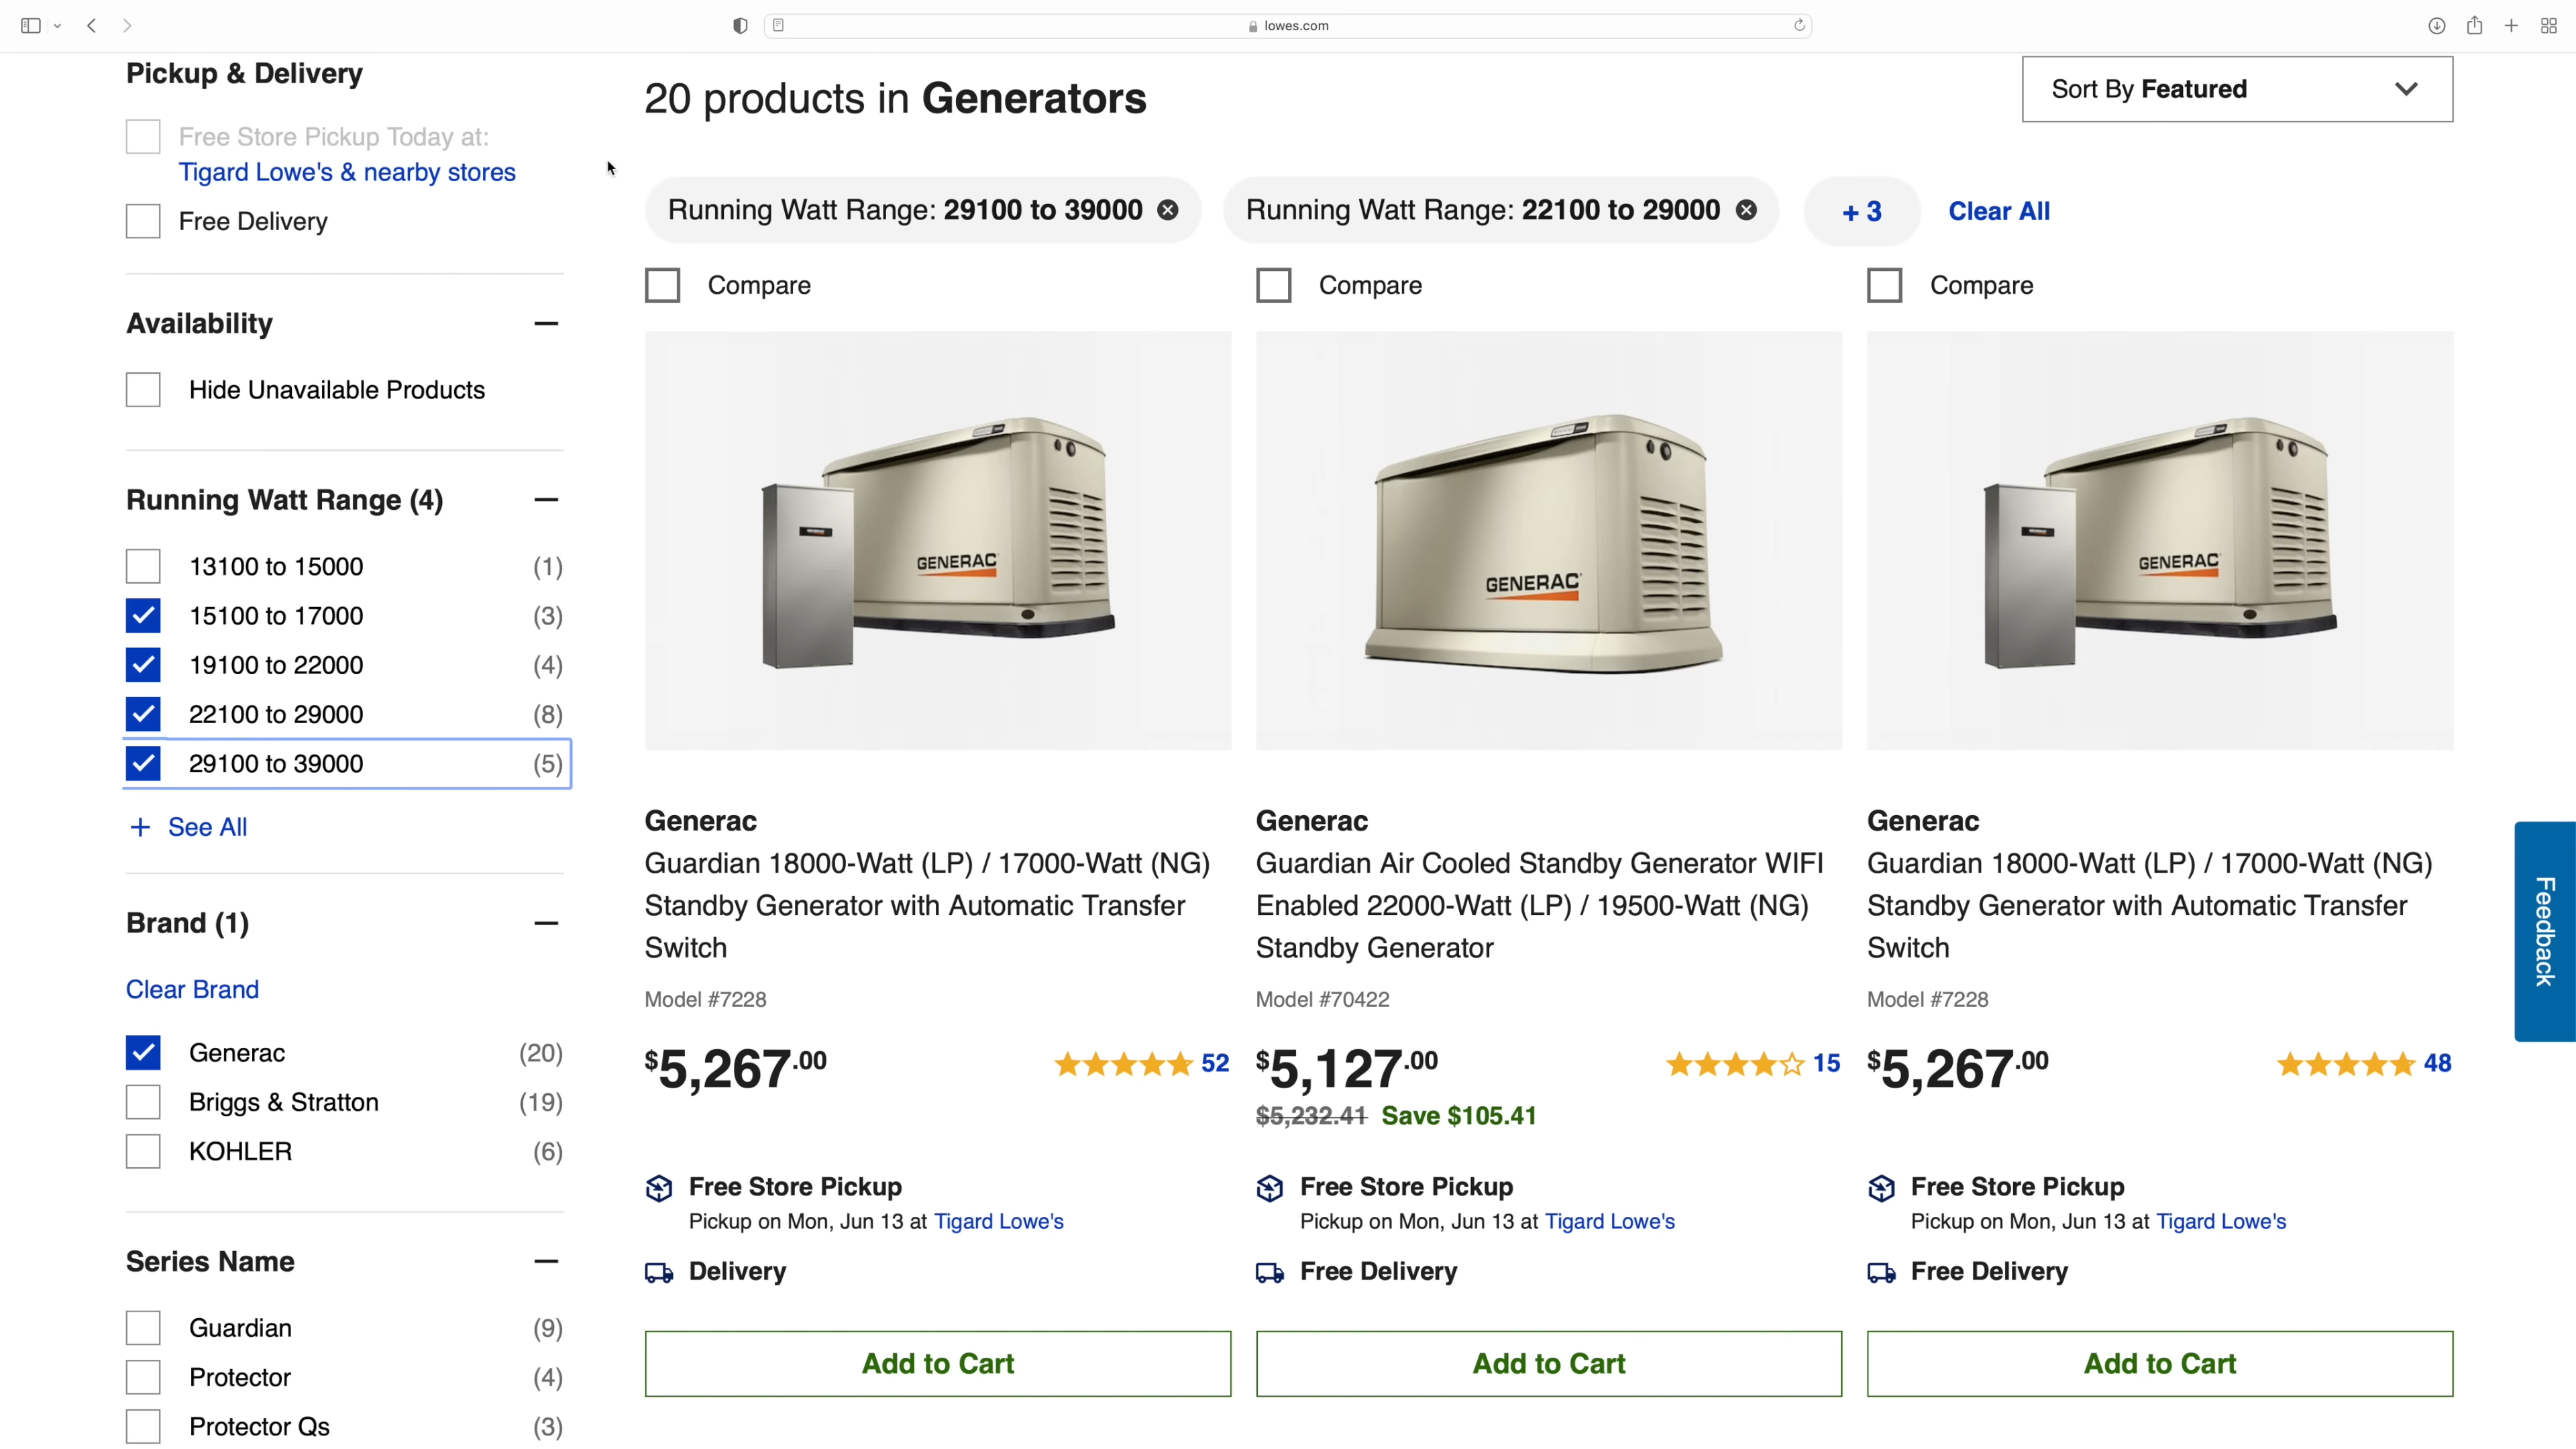 lowes.com
Pickup & Delivery
Free Store Pickup Today at:
Tigard Lowe's & nearby stores
Free Delivery
Availability
Hide Unavailable Products
Running Watt Range (4)
13100 to 15000 (1)
15100 to 17000 (3)
19100 to 22000 (4)
22100 to 29000 (8)
29100 to 39000 (5)
+ See All
Brand (1)
Clear Brand
Generac (20)
Briggs & Stratton (19)
KOHLER (6)
Series Name
Guardian (9)
Protector (4)
Protector Qs (3)
20 products in Generators
Sort By Featured
Running Watt Range: 29100 to 39000
Running Watt Range: 22100 to 29000
+ 3
Clear All
Compare
GENERAC
Generac
Guardian 18000-Watt (LP) / 17000-Watt (NG)
Standby Generator with Automatic Transfer
Switch
Model #7228
$5,267.00
52
Free Store Pickup
Pickup on Mon, Jun 13 at Tigard Lowe's
Delivery
Add to Cart
Compare
GENERAC
Generac
Guardian Air Cooled Standby Generator WIFI
Enabled 22000-Watt (LP) / 19500-Watt (NG)
Standby Generator
Model #70422
$5,127.00
15
$5,232.41 Save $105.41
Free Store Pickup
Pickup on Mon, Jun 13 at Tigard Lowe's
Free Delivery
Add to Cart
Compare
GENERAC
Generac
Guardian 18000-Watt (LP) / 17000-Watt (NG)
Standby Generator with Automatic Transfer
Switch
Model #7228
$5,267.00
48
Free Store Pickup
Pickup on Mon, Jun 13 at Tigard Lowe's
Free Delivery
Add to Cart
Feedback